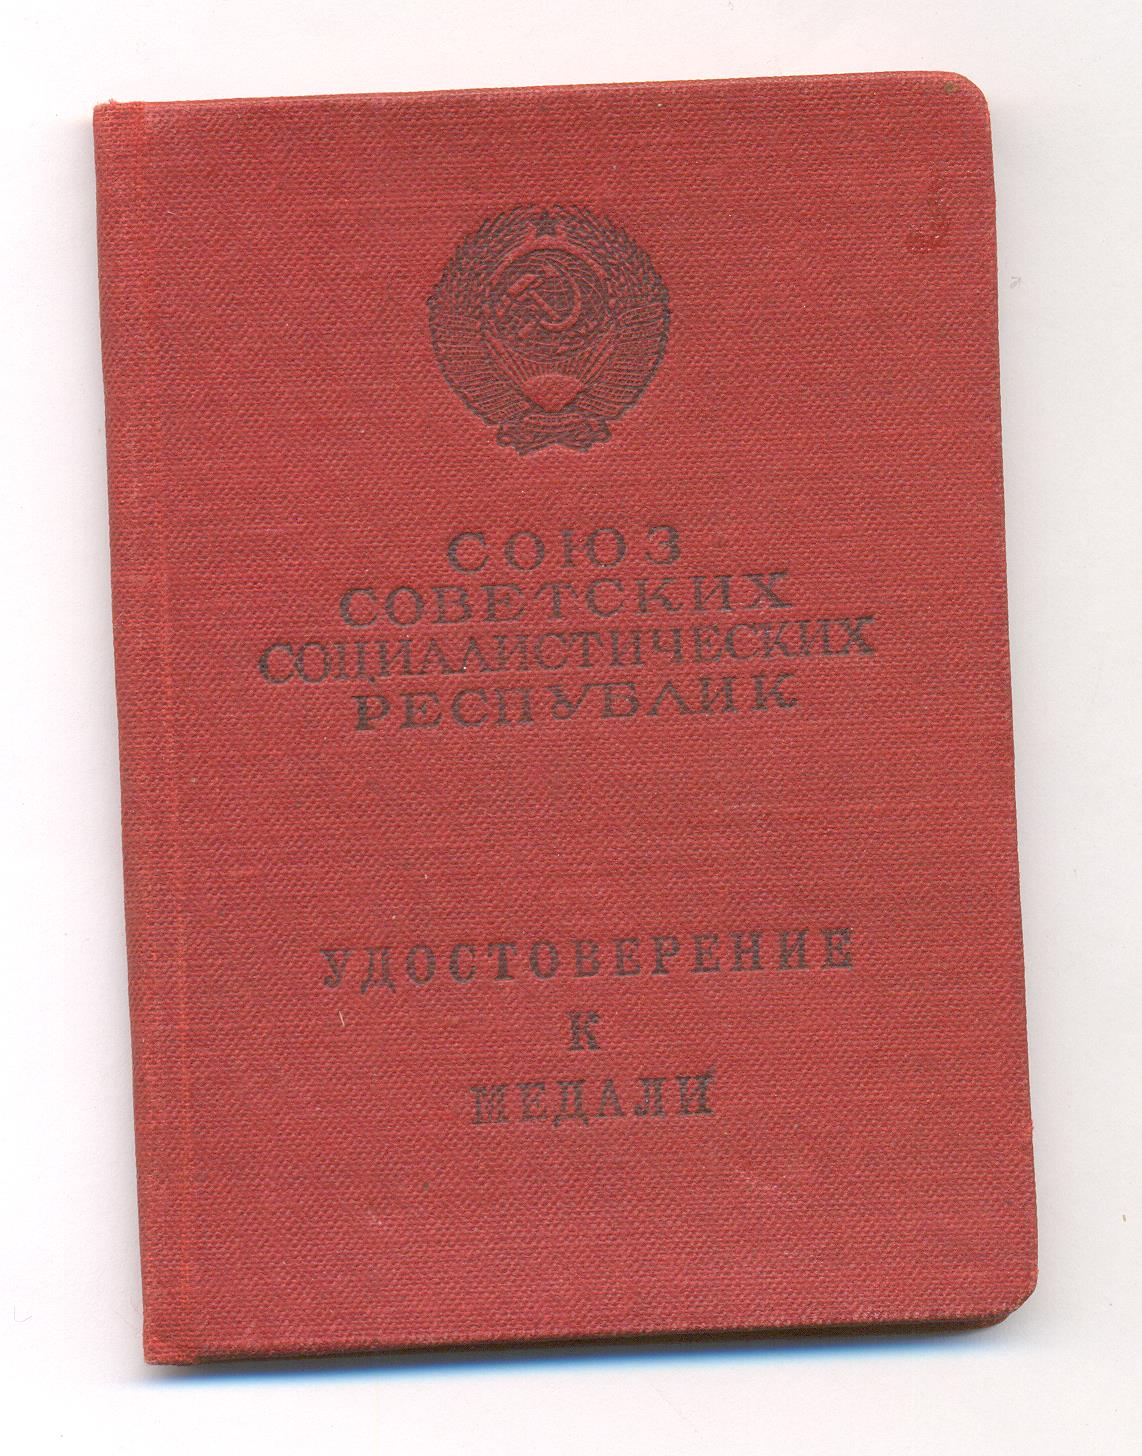 СОЮЗ
СОВЕТСКИХ
СОЦИАЛИСТИЧЕСКИХ
РЕСПУБЛИК
УДОСТОВЕРЕНИЕ
К
МЕДАЛИ